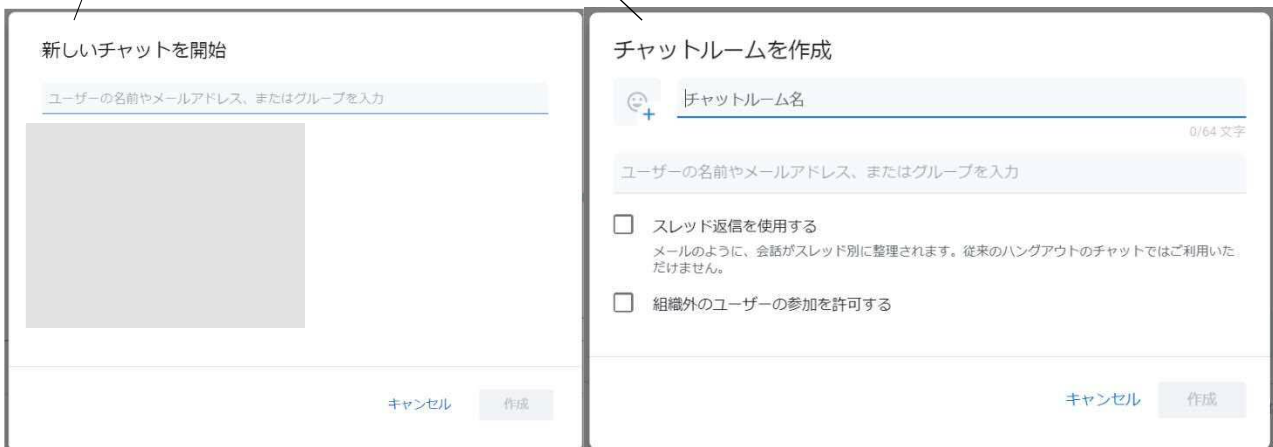 新しいチャットを開始
ユーザーの名前やメールアドレス、またはグループを入力
キャンセル
作成
チャットルームを作成
チャットルーム名
0/64 文字
ユーザーの名前やメールアドレス、またはグループを入力
スレッド返信を使用する
メールのように、会話がスレッド別に整理されます。従来のハングアウトのチャットではご利用いた
だけません。
組織外のユーザーの参加を許可する
キャンセル
作成